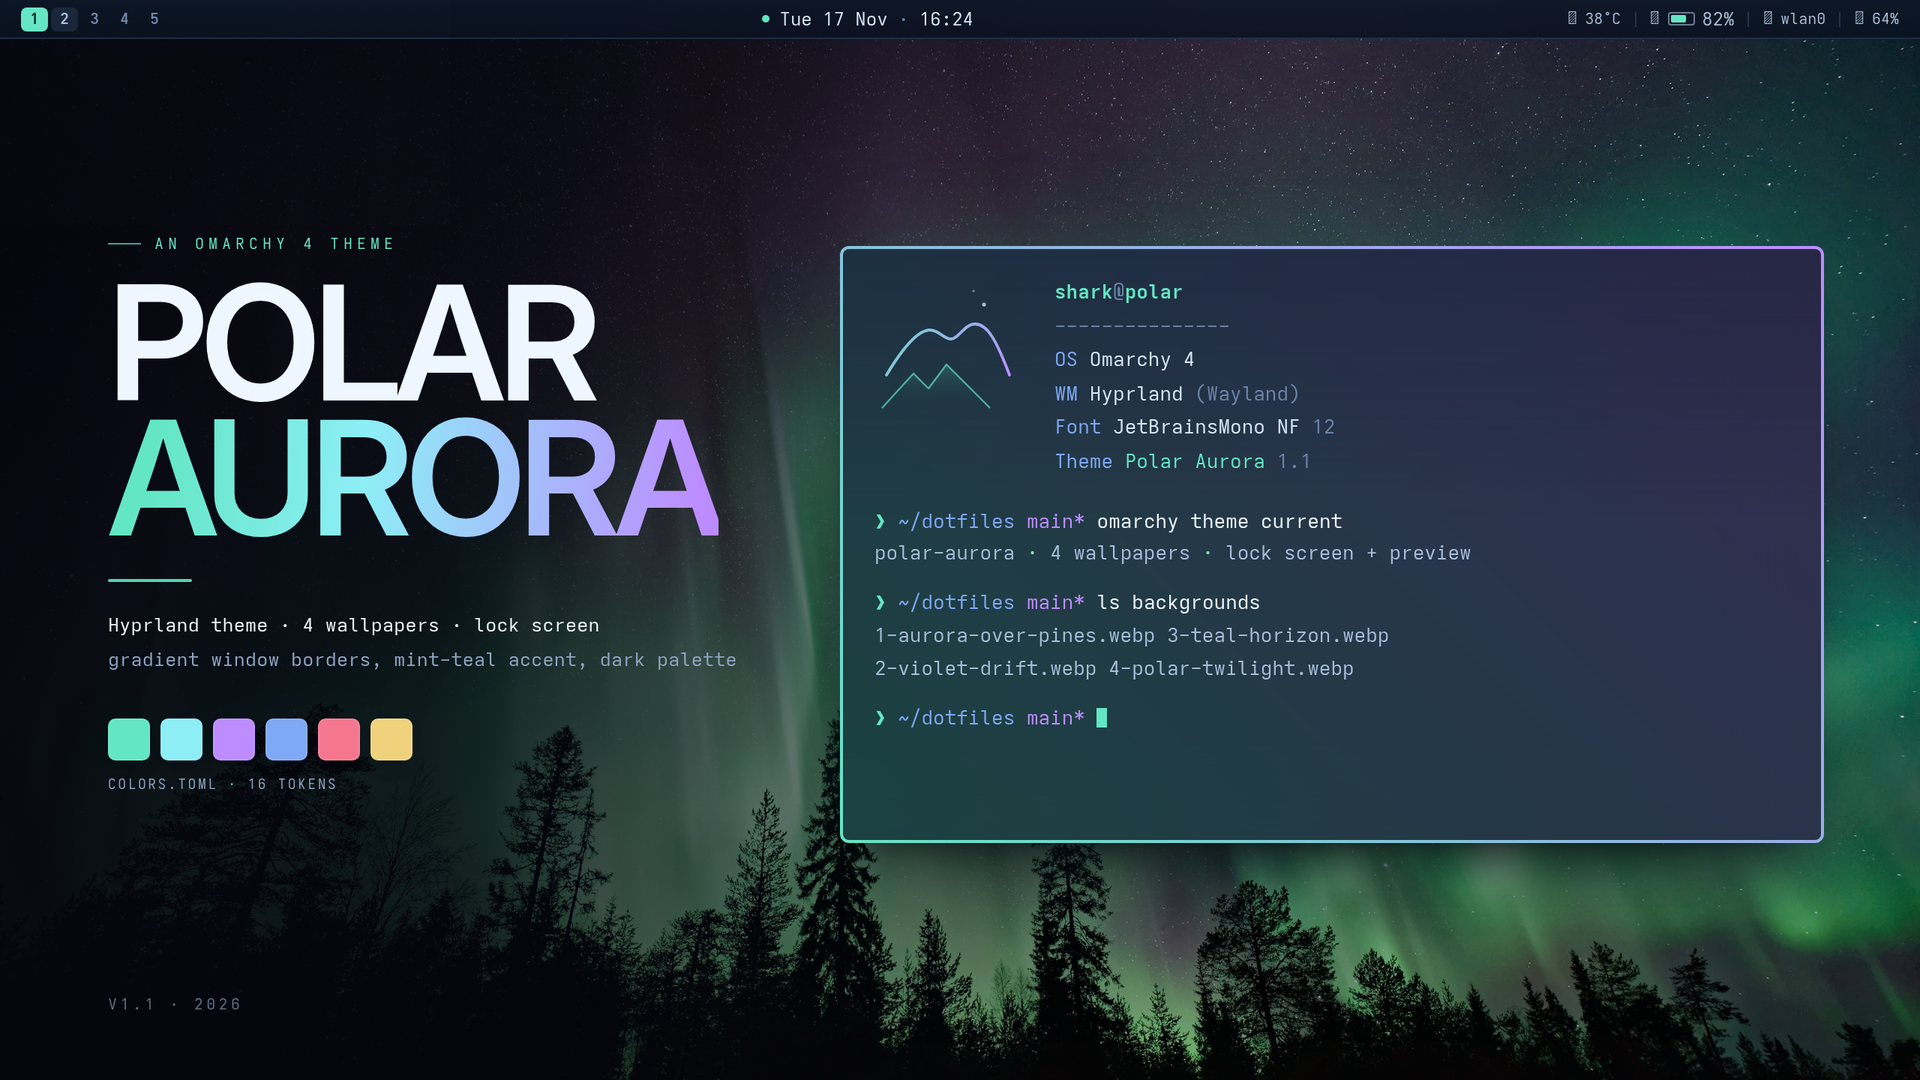 1 2 3 4 5
Tue 17 Nov · 16:24
38°C | 82% | wlan0 | 64%
AN OMARCHY 4 THEME
POLAR
AURORA
Hyprland theme · 4 wallpapers · lock screen
gradient window borders, mint-teal accent, dark palette
COLORS.TOML · 16 TOKENS
V1.1 · 2026
shark@polar
---------------
OS Omarchy 4
WM Hyprland (Wayland)
Font JetBrainsMono NF 12
Theme Polar Aurora 1.1
❯ ~/dotfiles main* omarchy theme current
polar-aurora · 4 wallpapers · lock screen + preview
❯ ~/dotfiles main* ls backgrounds
1-aurora-over-pines.webp 3-teal-horizon.webp
2-violet-drift.webp 4-polar-twilight.webp
❯ ~/dotfiles main*